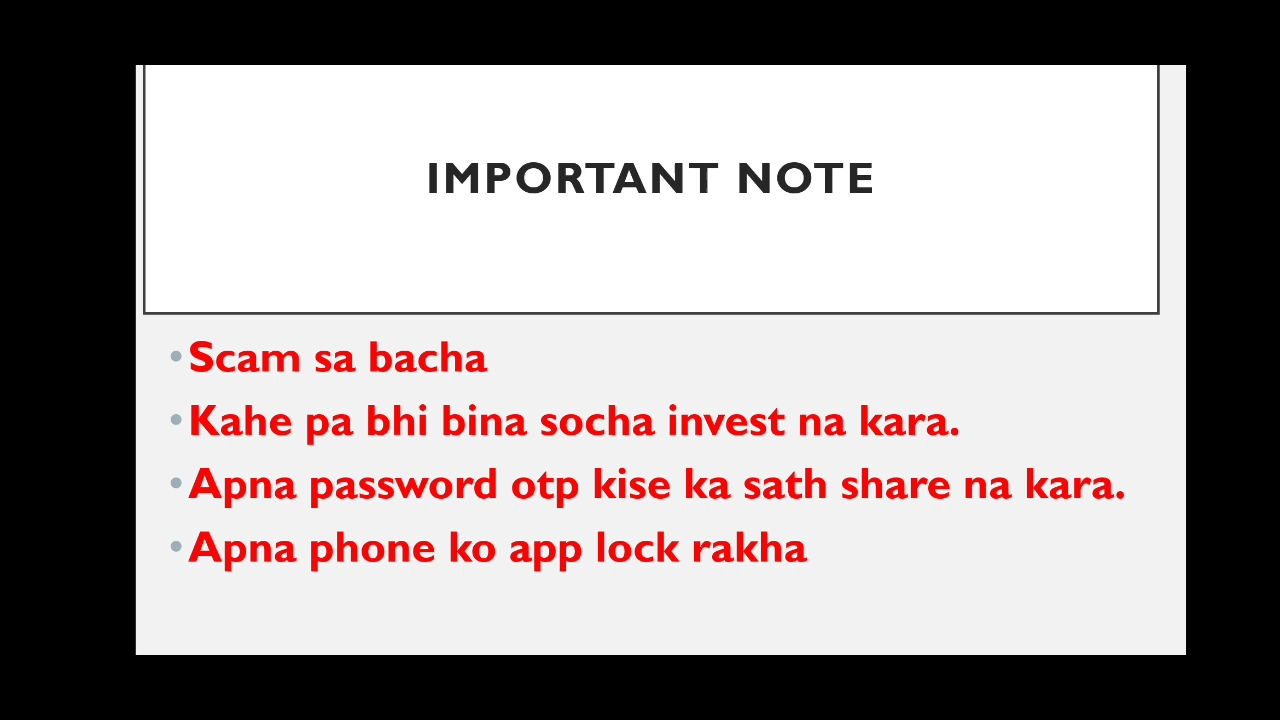 IMPORTANT NOTE
• Scam sa bacha
• Kahe pa bhi bina socha invest na kara.
• Apna password otp kise ka sath share na kara.
• Apna phone ko app lock rakha